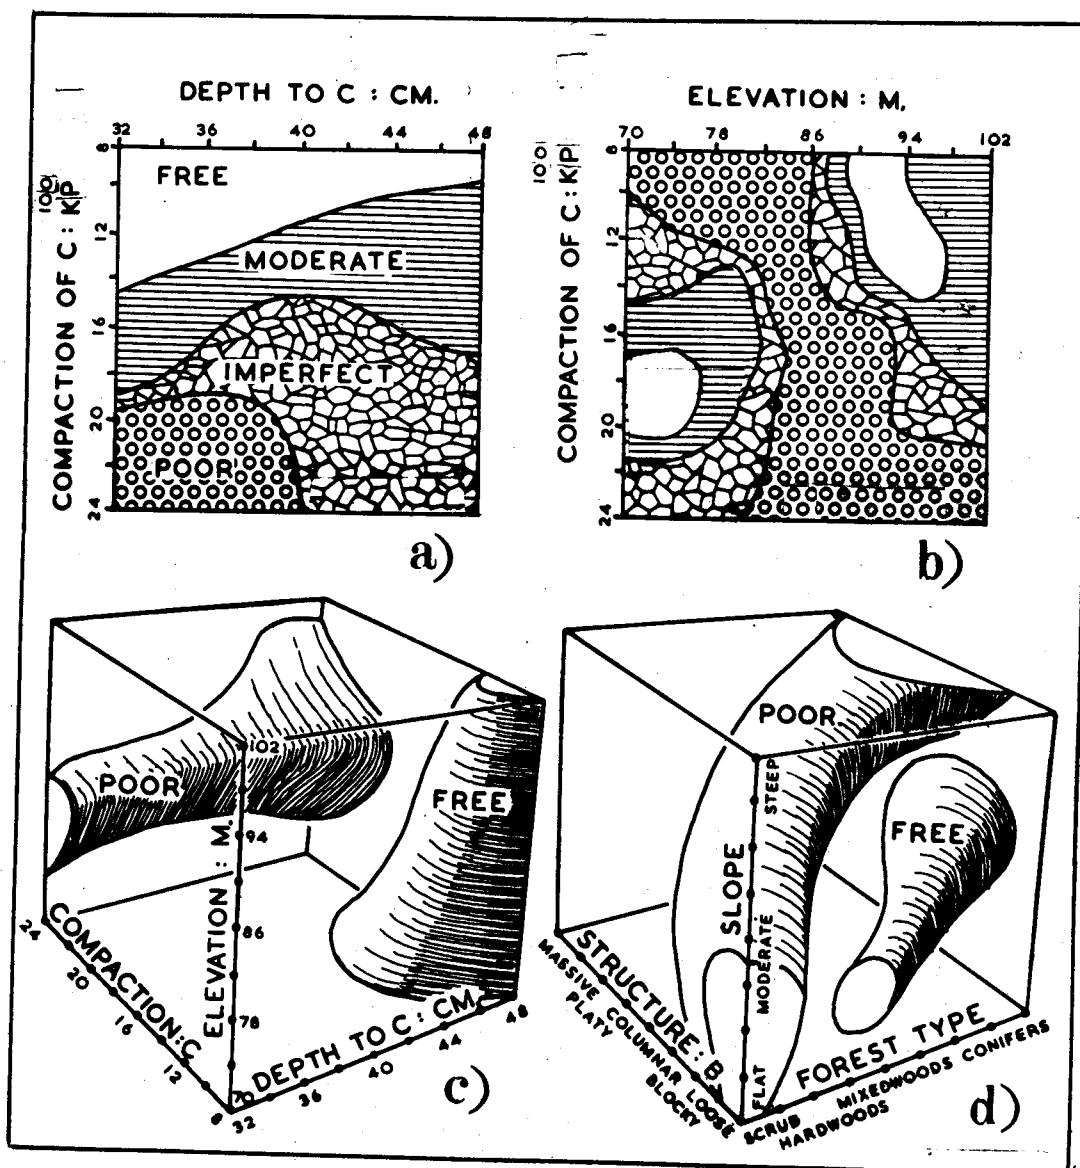 DEPTH TO C : CM.
32 36 40 44 48
COMPACTION OF C : KP
8 12 16 20 24
FREE
MODERATE
IMPERFECT
POOR
a)
ELEVATION : M.
70 78 86 94 102
COMPACTION OF C : KP
8 12 16 20 24
b)
POOR
FREE
ELEVATION : M.
102
94
86
78
70
COMPACTION:C
24 20 16 12 8
DEPTH TO C : CM.
32 36 40 44 48
c)
POOR
FREE
SLOPE
STEEP
MODERATE
FLAT
STRUCTURE: B
MASSIVE
PLATY
COLUMNAR
BLOCKY
LOOSE
FOREST TYPE
SCRUB
HARDWOODS
MIXEDWOODS
CONIFERS
d)